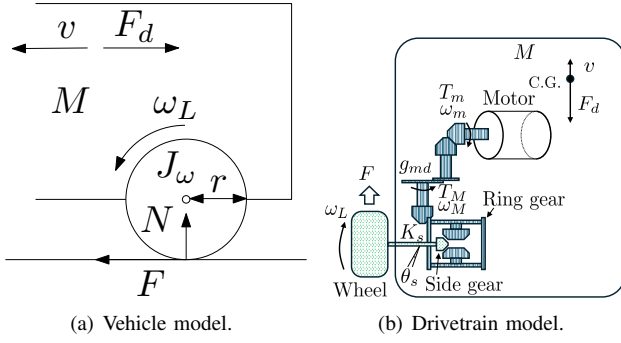 v F_d
M
ω_L
J_ω r
N
F
(a) Vehicle model.
M
v
C.G.
F_d
T_m
ω_m
Motor
g_md
F
T_M
ω_M
Ring gear
ω_L
K_s
θ_s
Side gear
Wheel
(b) Drivetrain model.